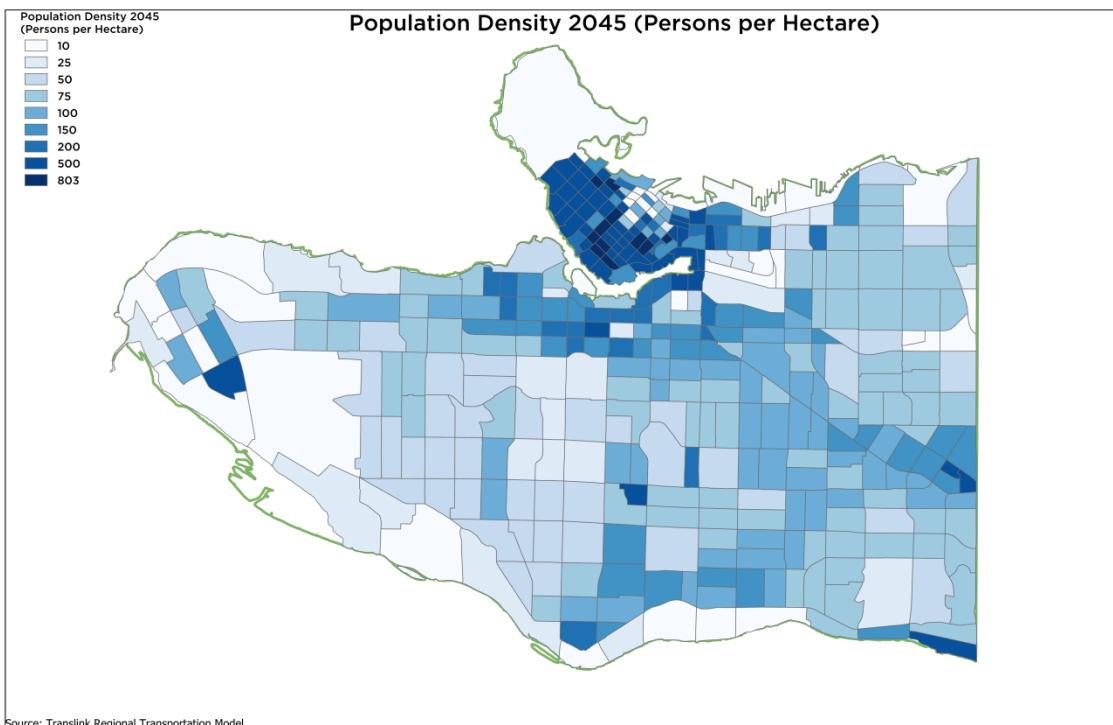 Population Density 2045 (Persons per Hectare)
Population Density 2045
(Persons per Hectare)
10
25
50
75
100
150
200
500
803
Source: Translink Regional Transportation Model